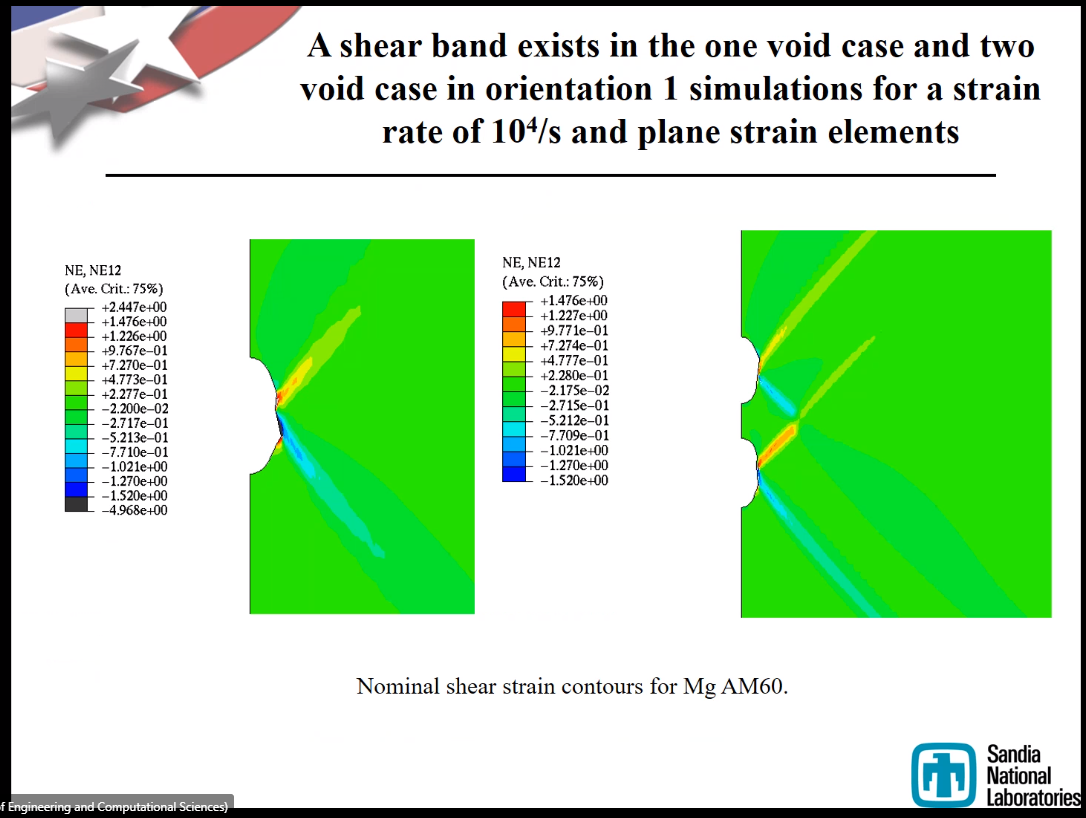 A shear band exists in the one void case and two
void case in orientation 1 simulations for a strain
rate of 10⁴/s and plane strain elements
NE, NE12
(Ave. Crit.: 75%)
+2.447e+00
+1.476e+00
+1.226e+00
+9.767e−01
+7.270e−01
+4.773e−01
+2.277e−01
−2.200e−02
−2.717e−01
−5.213e−01
−7.710e−01
−1.021e+00
−1.270e+00
−1.520e+00
−4.968e+00
NE, NE12
(Ave. Crit.: 75%)
+1.476e+00
+1.227e+00
+9.771e−01
+7.274e−01
+4.777e−01
+2.280e−01
−2.175e−02
−2.715e−01
−5.212e−01
−7.709e−01
−1.021e+00
−1.270e+00
−1.520e+00
Nominal shear strain contours for Mg AM60.
Sandia
National
Laboratories
f Engineering and Computational Sciences)